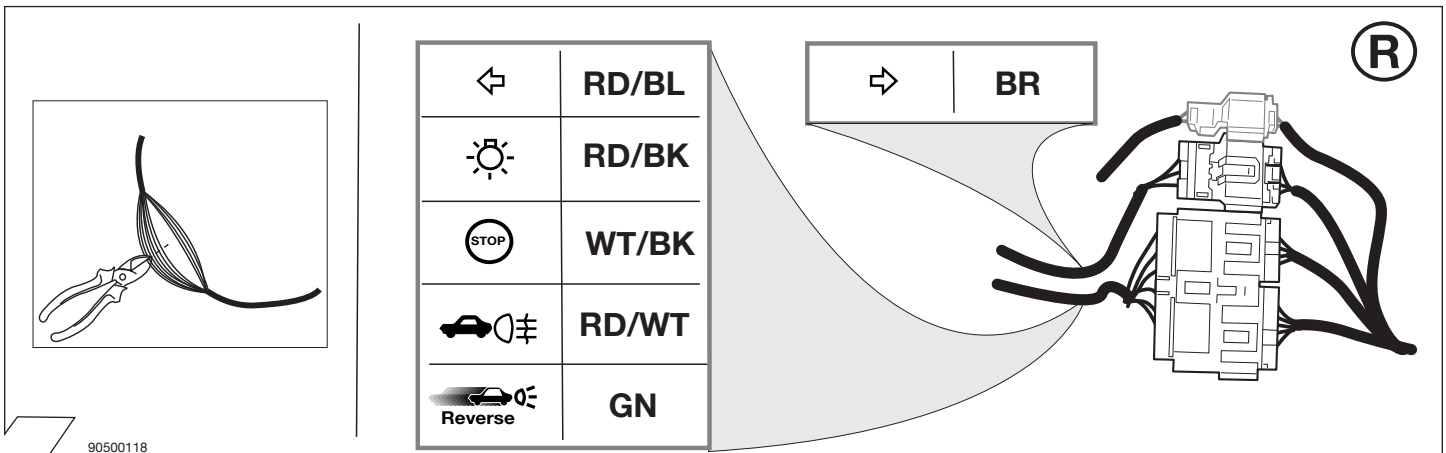 RD/BL
BR
R
RD/BK
STOP
WT/BK
RD/WT
Reverse
GN
90500118